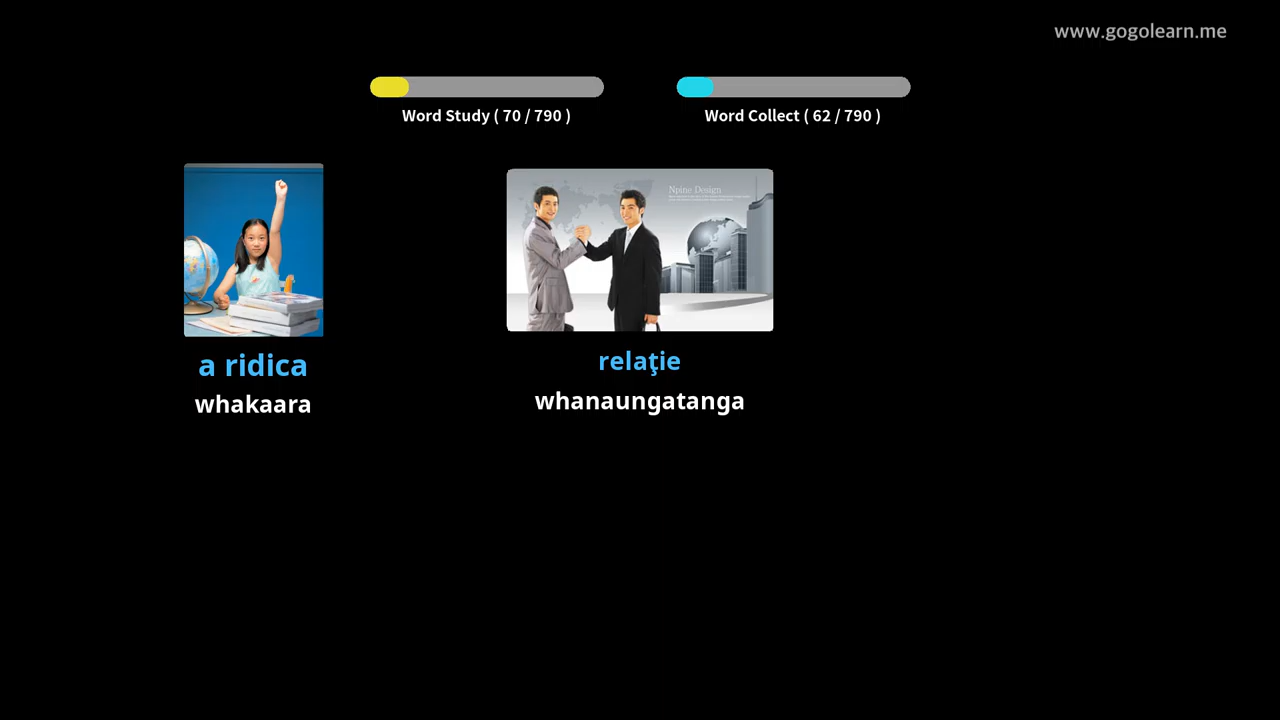 www.gogolearn.me
Word Study ( 70 / 790 )
Word Collect ( 62 / 790 )
Npine Design
a ridica
whakaara
relaţie
whanaungatanga